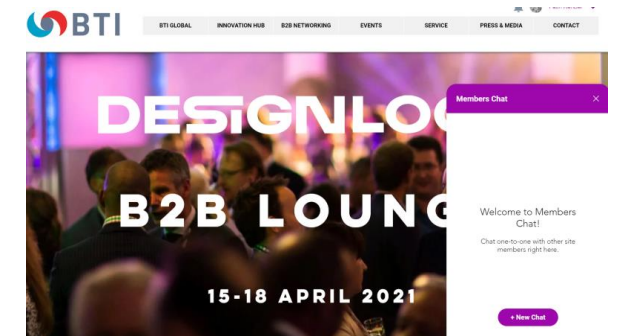 BTI
BTI GLOBAL
INNOVATION HUB
B2B NETWORKING
EVENTS
SERVICE
PRESS & MEDIA
CONTACT
DESIGNLO
B2B LOUNG
15-18 APRIL 2021
Members Chat
Welcome to Members
Chat!
Chat one-to-one with other site
members right here.
+ New Chat